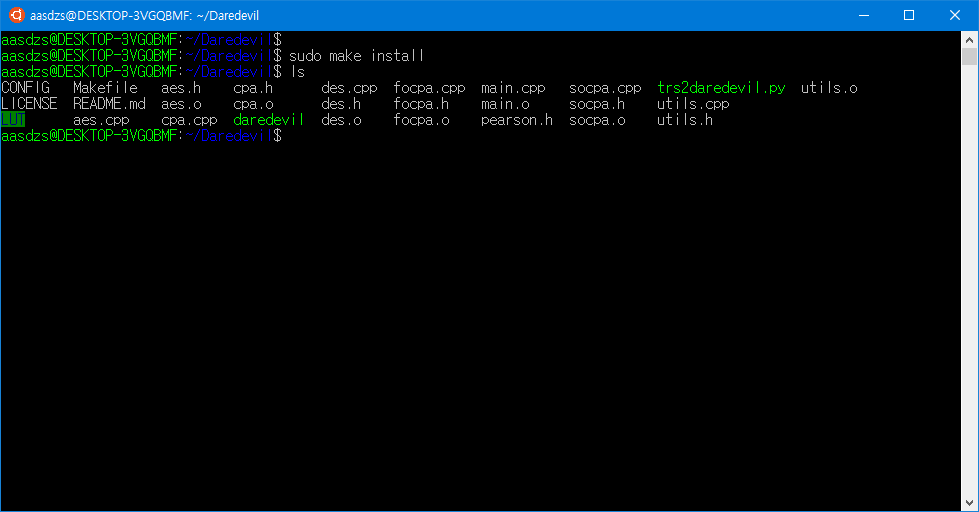 aasdzs@DESKTOP-3VGQBMF: ~/Daredevil
aasdzs@DESKTOP-3VGQBMF:~/Daredevil$
aasdzs@DESKTOP-3VGQBMF:~/Daredevil$ sudo make install
aasdzs@DESKTOP-3VGQBMF:~/Daredevil$ ls
CONFIG Makefile aes.h cpa.h des.cpp focpa.cpp main.cpp socpa.cpp trs2daredevil.py utils.o
LICENSE README.md aes.o cpa.o des.h focpa.h main.o socpa.h utils.cpp
LUT aes.cpp cpa.cpp daredevil des.o focpa.o pearson.h socpa.o utils.h
aasdzs@DESKTOP-3VGQBMF:~/Daredevil$